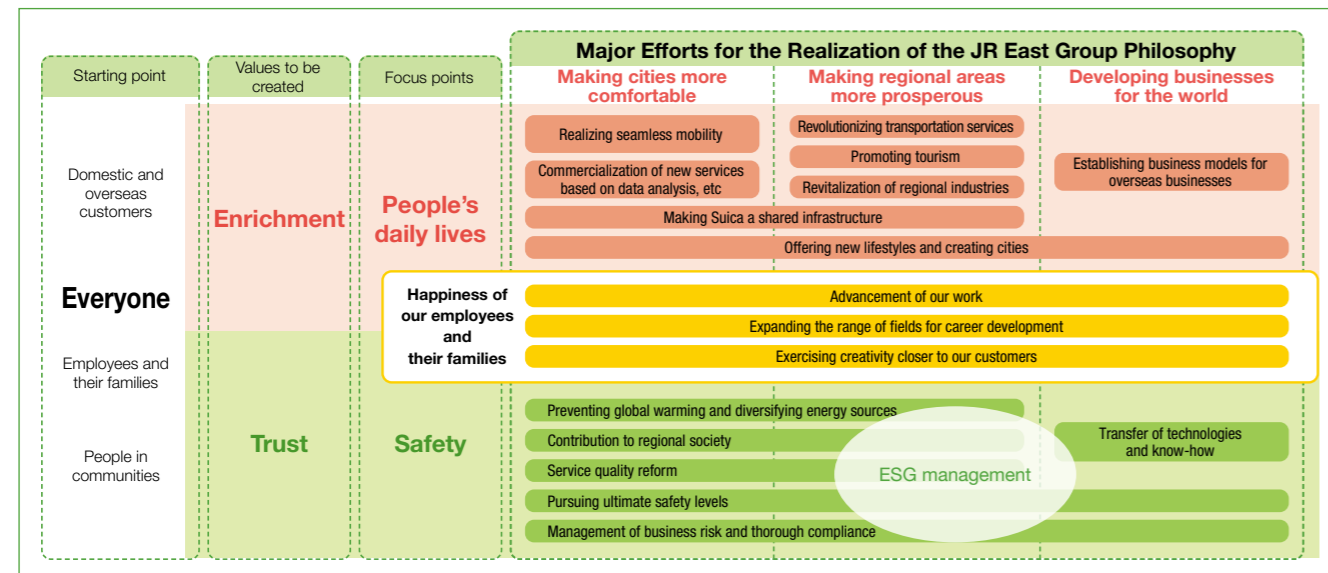 Major Efforts for the Realization of the JR East Group Philosophy
Starting point
Values to be
created
Focus points
Making cities more
comfortable
Making regional areas
more prosperous
Developing businesses
for the world
Domestic and
overseas
customers
Everyone
Employees and
their families
People in
communities
Enrichment
Trust
People's
daily lives
Safety
Realizing seamless mobility
Commercialization of new services
based on data analysis, etc
Revolutionizing transportation services
Promoting tourism
Revitalization of regional industries
Establishing business models for
overseas businesses
Making Suica a shared infrastructure
Offering new lifestyles and creating cities
Happiness of
our employees
and
their families
Advancement of our work
Expanding the range of fields for career development
Exercising creativity closer to our customers
Preventing global warming and diversifying energy sources
Contribution to regional society
Service quality reform
Pursuing ultimate safety levels
Management of business risk and thorough compliance
ESG management
Transfer of technologies
and know-how